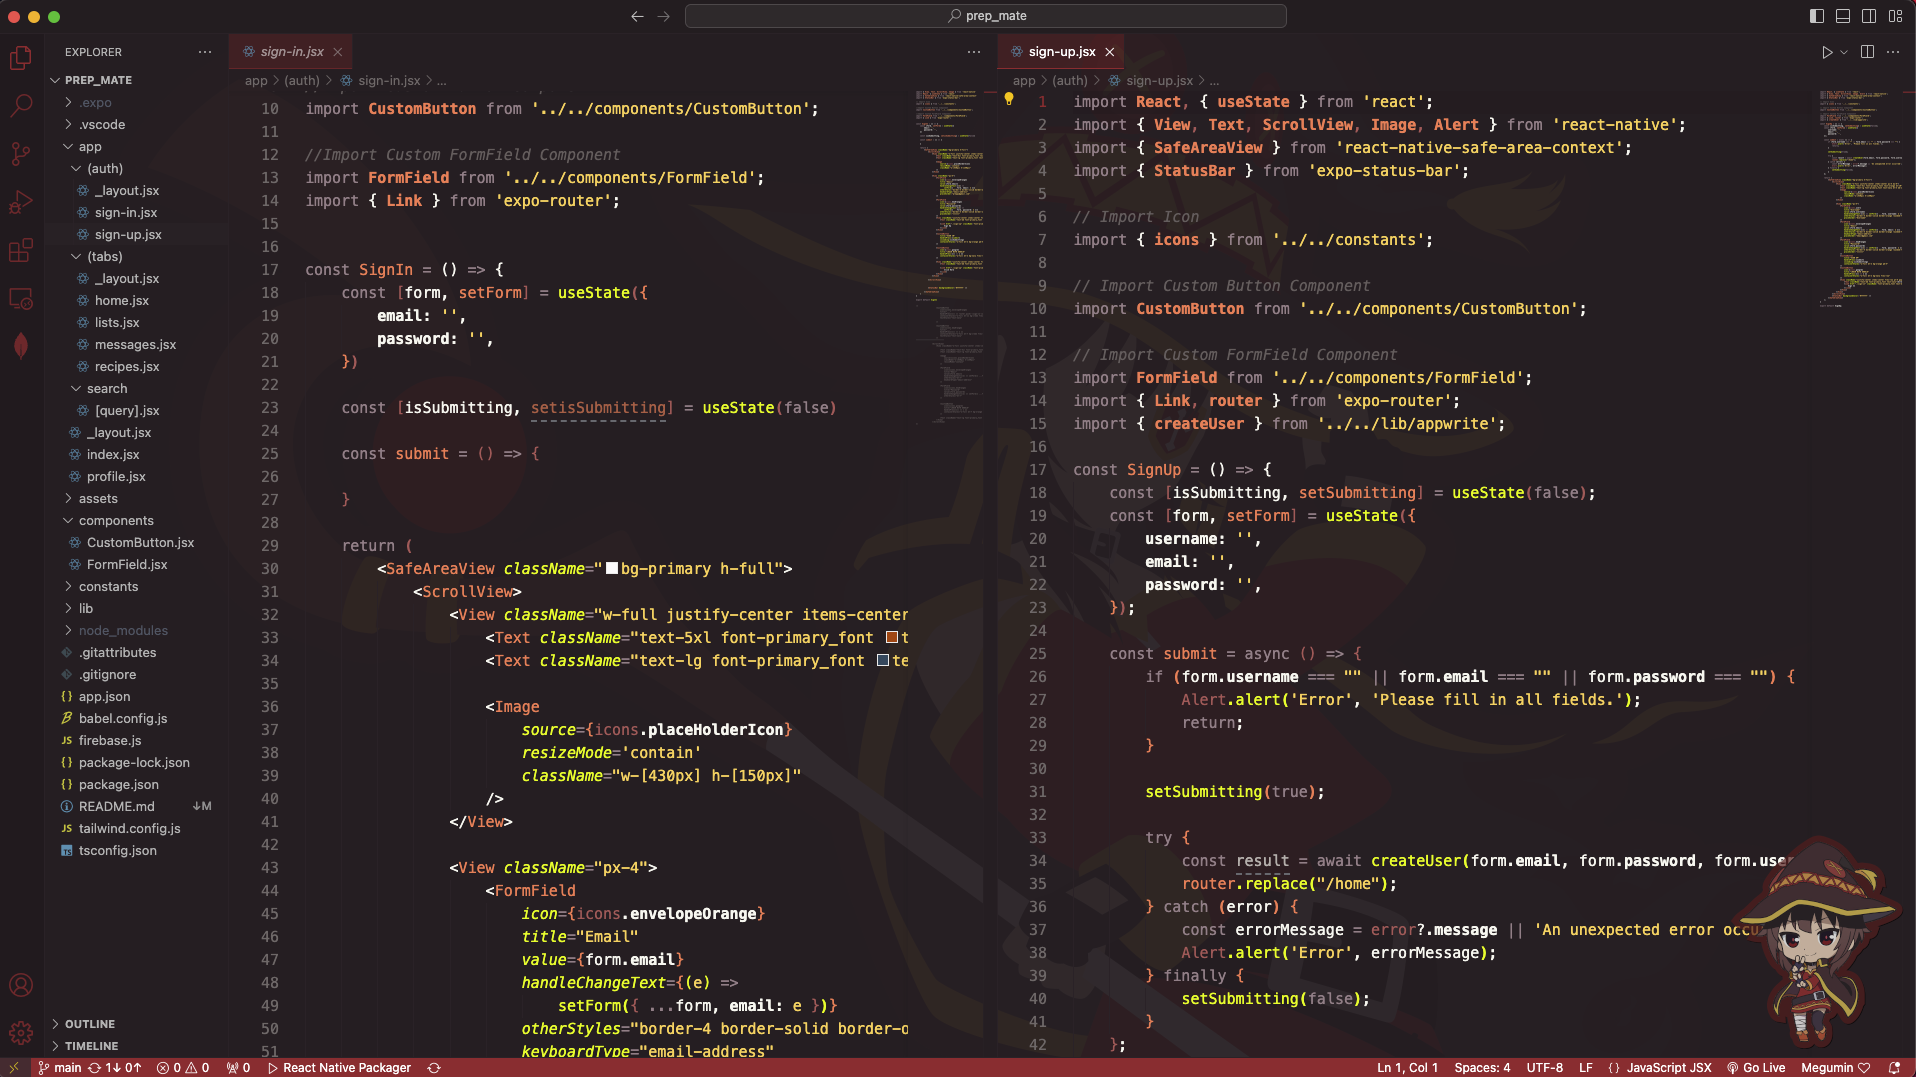 prep_mate
EXPLORER
PREP_MATE
.expo
.vscode
app
(auth)
_layout.jsx
sign-in.jsx
sign-up.jsx
(tabs)
_layout.jsx
home.jsx
lists.jsx
messages.jsx
recipes.jsx
search
[query].jsx
_layout.jsx
index.jsx
profile.jsx
assets
components
CustomButton.jsx
FormField.jsx
constants
lib
node_modules
.gitattributes
.gitignore
{} app.json
babel.config.js
JS firebase.js
{} package-lock.json
{} package.json
README.md ↓M
JS tailwind.config.js
TS tsconfig.json
OUTLINE
TIMELINE
sign-in.jsx
app > (auth) > sign-in.jsx > ...
10 import CustomButton from '../../components/CustomButton';
11
12 //Import Custom FormField Component
13 import FormField from '../../components/FormField';
14 import { Link } from 'expo-router';
15
16
17 const SignIn = () => {
18 const [form, setForm] = useState({
19 email: '',
20 password: '',
21 })
22
23 const [isSubmitting, setisSubmitting] = useState(false)
24
25 const submit = () => {
26
27 }
28
29 return (
30 <SafeAreaView className="bg-primary h-full">
31 <ScrollView>
32 <View className="w-full justify-center items-center
33 <Text className="text-5xl font-primary_font t
34 <Text className="text-lg font-primary_font te
35
36 <Image
37 source={icons.placeHolderIcon}
38 resizeMode='contain'
39 className="w-[430px] h-[150px]"
40 />
41 </View>
42
43 <View className="px-4">
44 <FormField
45 icon={icons.envelopeOrange}
46 title="Email"
47 value={form.email}
48 handleChangeText={(e) =>
49 setForm({ ...form, email: e })}
50 otherStyles="border-4 border-solid border-o
51 keyboardType="email-address"
sign-up.jsx
app > (auth) > sign-up.jsx > ...
1 import React, { useState } from 'react';
2 import { View, Text, ScrollView, Image, Alert } from 'react-native';
3 import { SafeAreaView } from 'react-native-safe-area-context';
4 import { StatusBar } from 'expo-status-bar';
5
6 // Import Icon
7 import { icons } from '../../constants';
8
9 // Import Custom Button Component
10 import CustomButton from '../../components/CustomButton';
11
12 // Import Custom FormField Component
13 import FormField from '../../components/FormField';
14 import { Link, router } from 'expo-router';
15 import { createUser } from '../../lib/appwrite';
16
17 const SignUp = () => {
18 const [isSubmitting, setSubmitting] = useState(false);
19 const [form, setForm] = useState({
20 username: '',
21 email: '',
22 password: '',
23 });
24
25 const submit = async () => {
26 if (form.username === "" || form.email === "" || form.password === "") {
27 Alert.alert('Error', 'Please fill in all fields.');
28 return;
29 }
30
31 setSubmitting(true);
32
33 try {
34 const result = await createUser(form.email, form.password, form.use
35 router.replace("/home");
36 } catch (error) {
37 const errorMessage = error?.message || 'An unexpected error occu
38 Alert.alert('Error', errorMessage);
39 } finally {
40 setSubmitting(false);
41 }
42 };
main 1↓ 0↑ 0 0 0 React Native Packager
Ln 1, Col 1 Spaces: 4 UTF-8 LF {} JavaScript JSX Go Live Megumin ♡